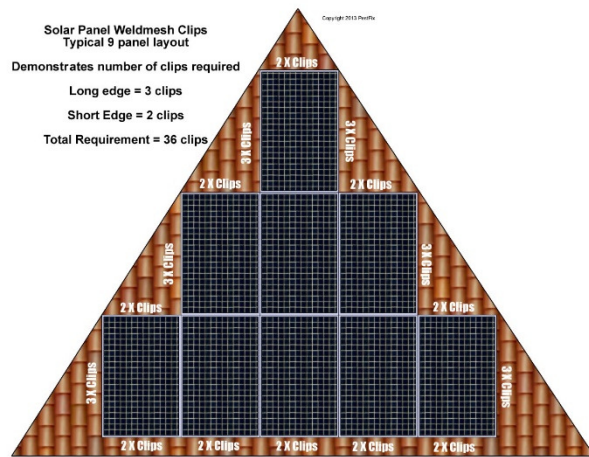 Copyright 2013 PestFix
Solar Panel Weldmesh Clips
Typical 9 panel layout
Demonstrates number of clips required
Long edge = 3 clips
Short Edge = 2 clips
Total Requirement = 36 clips
2 X Clips
3 X Clips
3 X Clips
2 X Clips
2 X Clips
3 X Clips
3 X Clips
2 X Clips
2 X Clips
3 X Clips
3 X Clips
2 X Clips
2 X Clips
2 X Clips
2 X Clips
2 X Clips